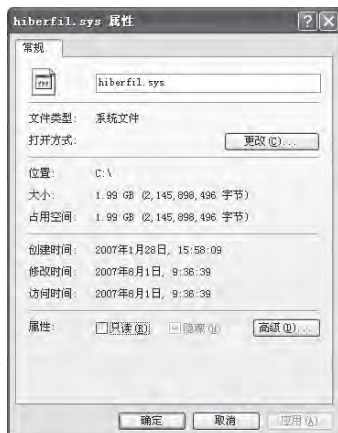 hiberfil.sys 属性
常规
hiberfil.sys
文件类型: 系统文件
打开方式: 更改(C)...
位置: C:\
大小: 1.99 GB (2,145,898,496 字节)
占用空间: 1.99 GB (2,145,898,496 字节)
创建时间: 2007年1月28日, 15:58:09
修改时间: 2007年8月1日, 9:36:39
访问时间: 2007年8月1日, 9:36:39
属性: 只读(R) 隐藏(H) 高级(D)...
确定 取消 应用(A)